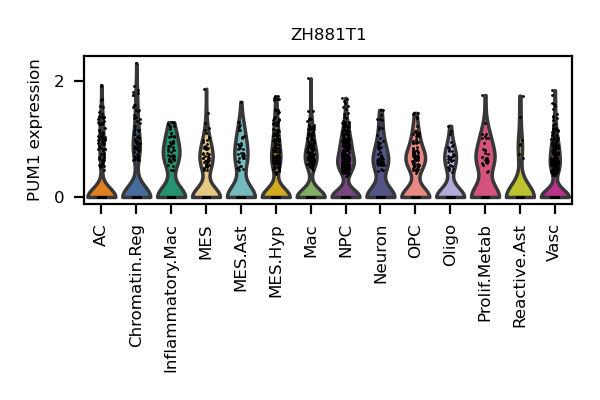 ZH881T1
PUM1 expression
2
0
AC
Chromatin.Reg
Inflammatory.Mac
MES
MES.Ast
MES.Hyp
Mac
NPC
Neuron
OPC
Oligo
Prolif.Metab
Reactive.Ast
Vasc